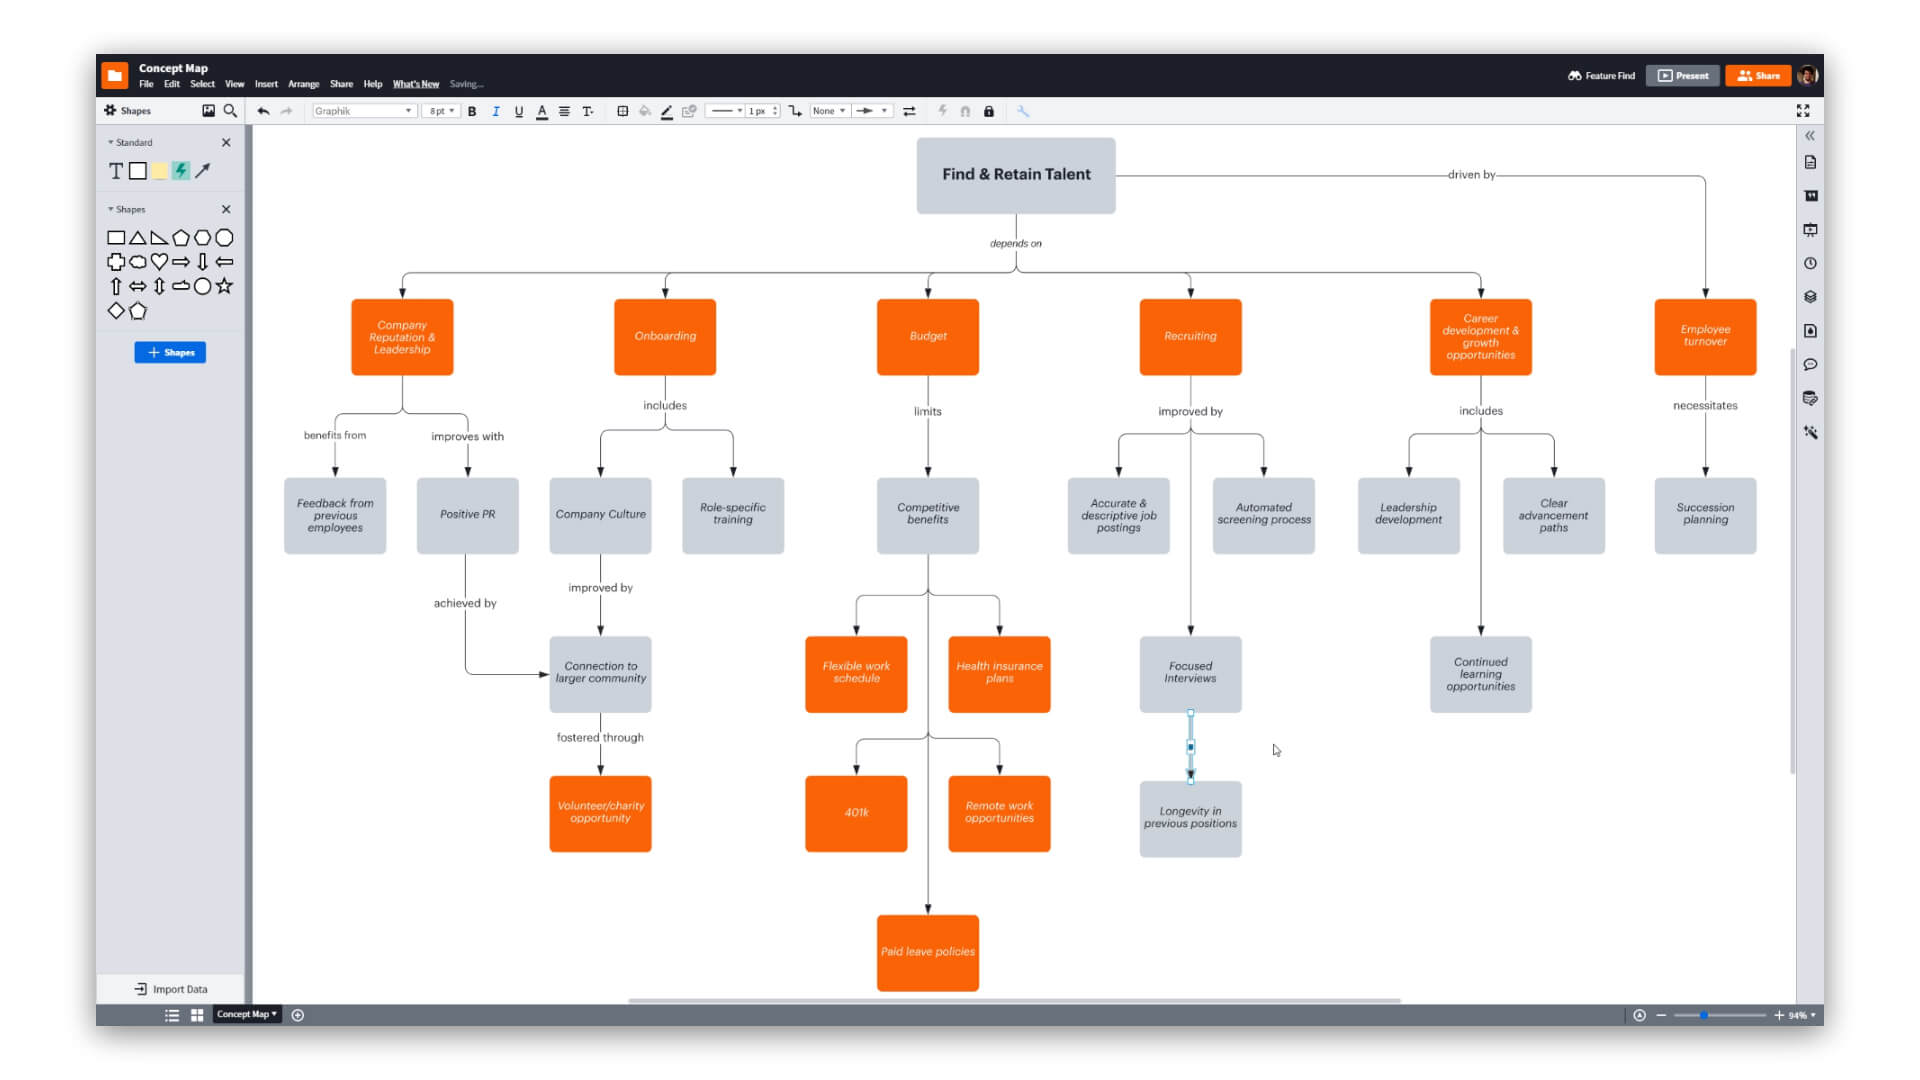 Concept Map
File Edit Select View Insert Arrange Share Help What's New Saving...
Feature Find
Present
Share
Shapes
Graphik
8 pt
B I U A T
1 px
None
Standard
T
Shapes
+ Shapes
Find & Retain Talent
driven by
depends on
Company
Reputation &
Leadership
Onboarding
Budget
Recruiting
Career
development &
growth
opportunities
Employee
turnover
benefits from
improves with
includes
limits
improved by
includes
necessitates
Feedback from
previous
employees
Positive PR
Company Culture
Role-specific
training
Competitive
benefits
Accurate &
descriptive job
postings
Automated
screening process
Leadership
development
Clear
advancement
paths
Succession
planning
achieved by
improved by
Connection to
larger community
Flexible work
schedule
Health insurance
plans
Focused
Interviews
Continued
learning
opportunities
fostered through
Volunteer/charity
opportunity
401k
Remote work
opportunities
Longevity in
previous positions
Paid leave policies
Import Data
Concept Map
94%